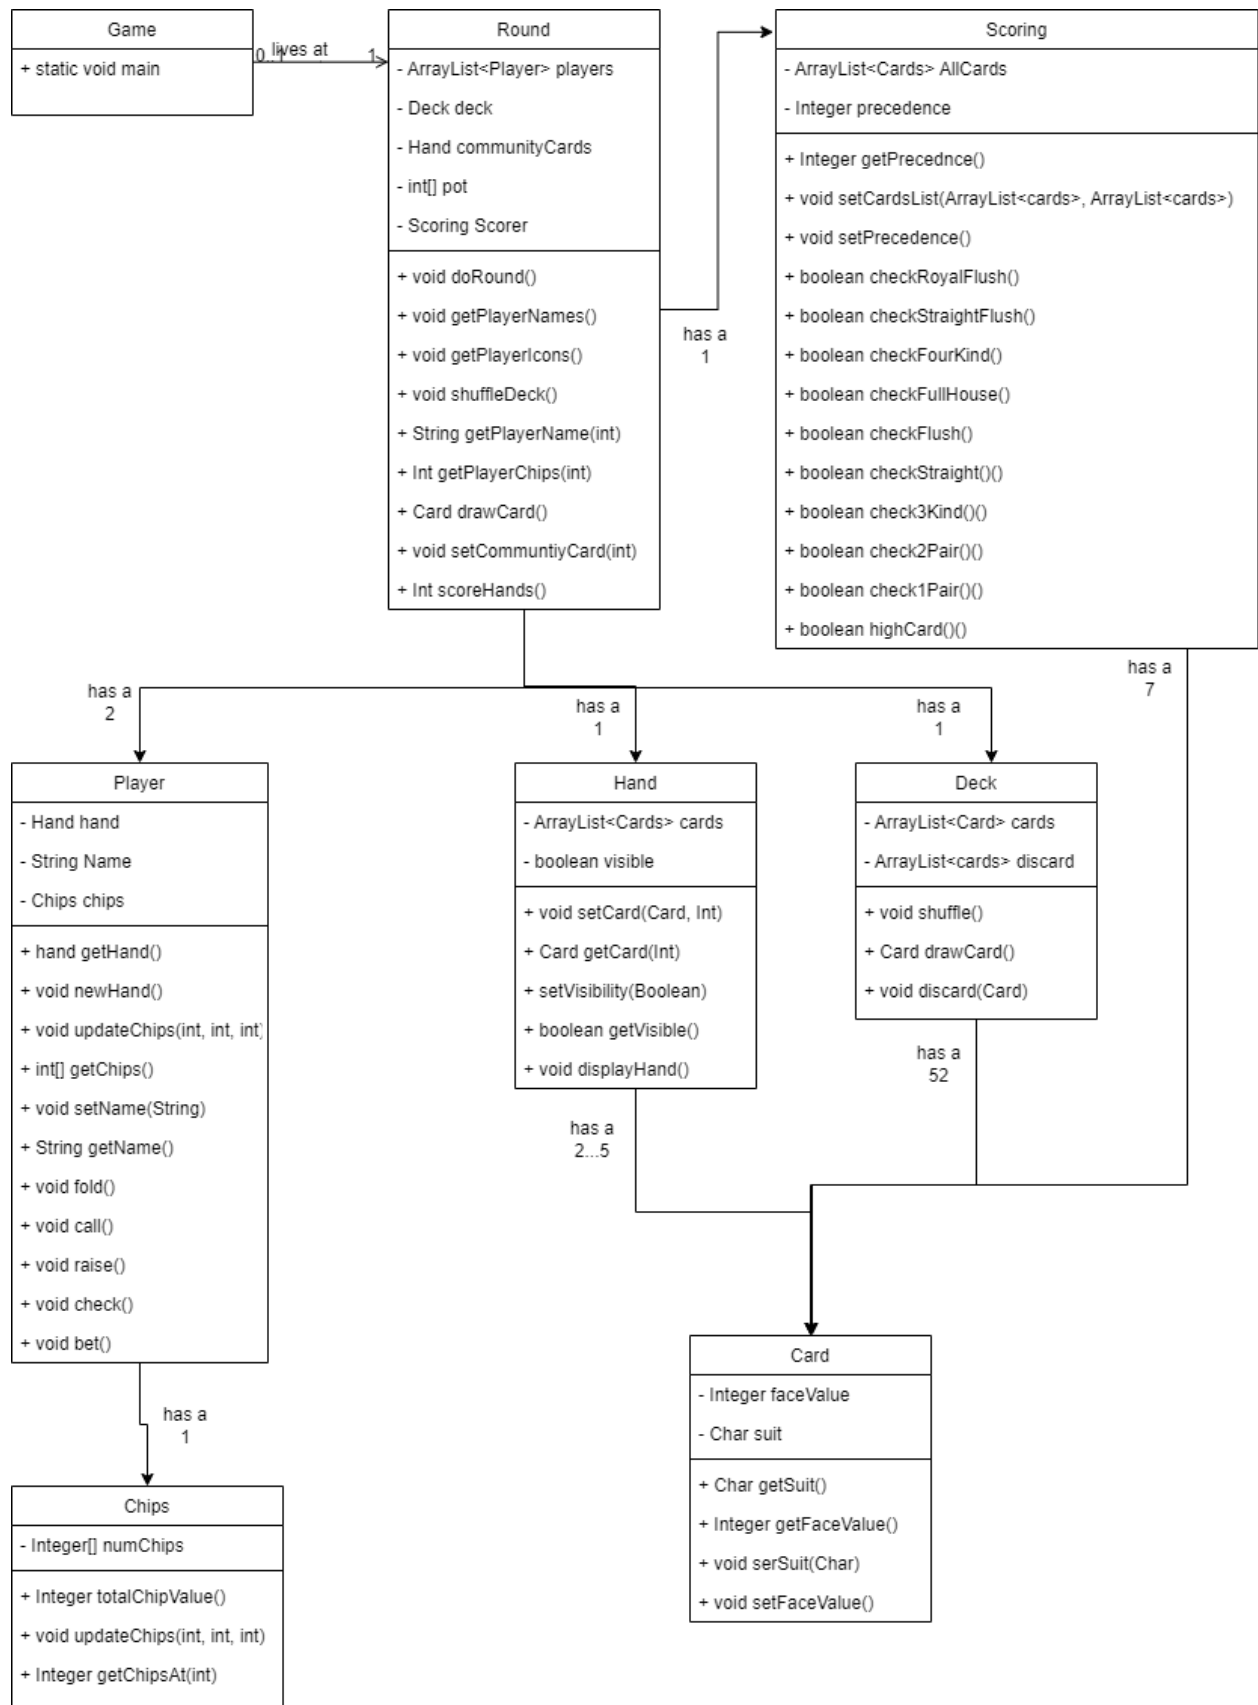 Game
+ static void main
0..1
lives at
1
Round
- ArrayList<Player> players
- Deck deck
- Hand communityCards
- int[] pot
- Scoring Scorer
+ void doRound()
+ void getPlayerNames()
+ void getPlayerIcons()
+ void shuffleDeck()
+ String getPlayerName(int)
+ Int getPlayerChips(int)
+ Card drawCard()
+ void setCommuntiyCard(int)
+ Int scoreHands()
has a
1
Scoring
- ArrayList<Cards> AllCards
- Integer precedence
+ Integer getPrecednce()
+ void setCardsList(ArrayList<cards>, ArrayList<cards>)
+ void setPrecedence()
+ boolean checkRoyalFlush()
+ boolean checkStraightFlush()
+ boolean checkFourKind()
+ boolean checkFullHouse()
+ boolean checkFlush()
+ boolean checkStraight()()
+ boolean check3Kind()()
+ boolean check2Pair()()
+ boolean check1Pair()()
+ boolean highCard()()
has a
7
has a
2
has a
1
has a
1
Player
- Hand hand
- String Name
- Chips chips
+ hand getHand()
+ void newHand()
+ void updateChips(int, int, int)
+ int[] getChips()
+ void setName(String)
+ String getName()
+ void fold()
+ void call()
+ void raise()
+ void check()
+ void bet()
Hand
- ArrayList<Cards> cards
- boolean visible
+ void setCard(Card, Int)
+ Card getCard(Int)
+ setVisibility(Boolean)
+ boolean getVisible()
+ void displayHand()
Deck
- ArrayList<Card> cards
- ArrayList<cards> discard
+ void shuffle()
+ Card drawCard()
+ void discard(Card)
has a
52
has a
2...5
has a
1
Card
- Integer faceValue
- Char suit
+ Char getSuit()
+ Integer getFaceValue()
+ void serSuit(Char)
+ void setFaceValue()
Chips
- Integer[] numChips
+ Integer totalChipValue()
+ void updateChips(int, int, int)
+ Integer getChipsAt(int)